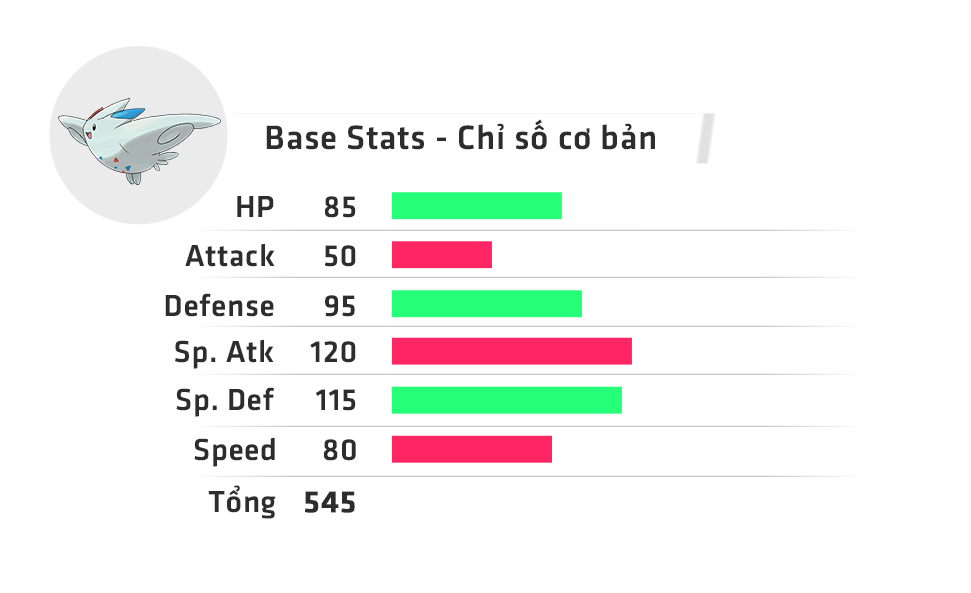 Base Stats - Chỉ số cơ bản
HP 85
Attack 50
Defense 95
Sp. Atk 120
Sp. Def 115
Speed 80
Tổng 545